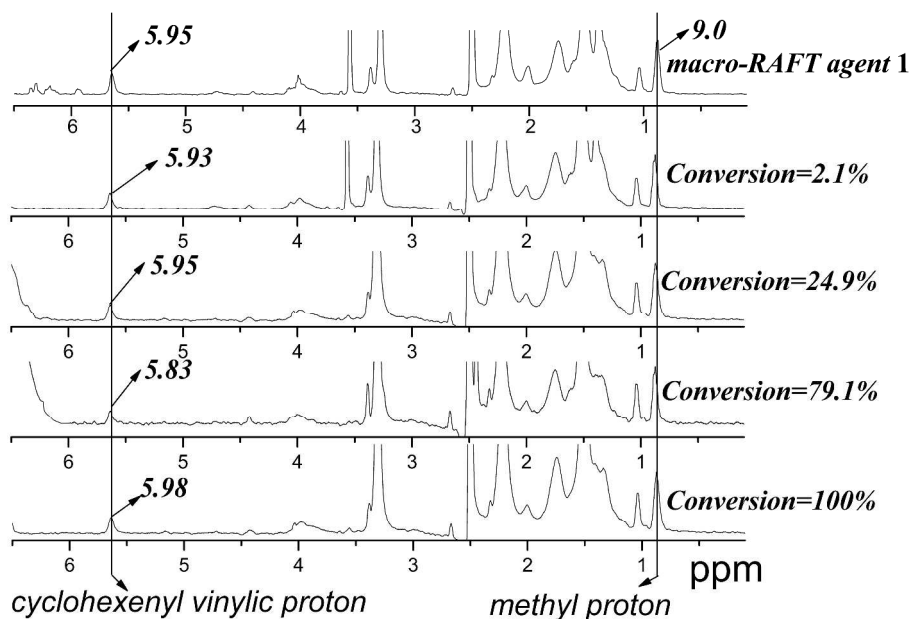 5.95
9.0
macro-RAFT agent 1
6 5 4 3 2 1
5.93
Conversion=2.1%
6 5 4 3 2 1
5.95
Conversion=24.9%
6 5 4 3 2 1
5.83
Conversion=79.1%
6 5 4 3 2 1
5.98
Conversion=100%
6 5 4 3 2 1
ppm
cyclohexenyl vinylic proton
methyl proton